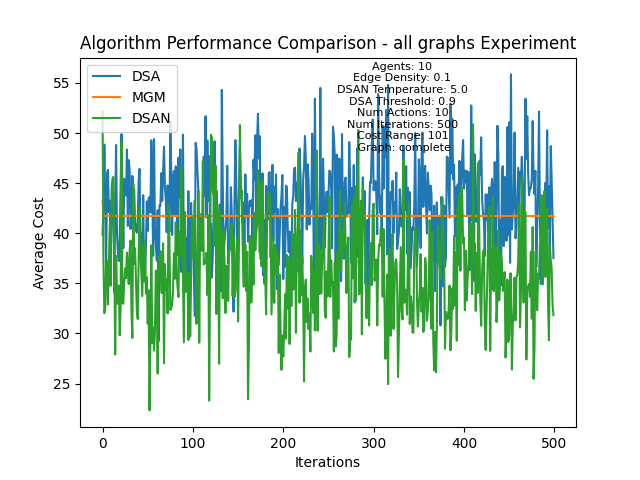 Algorithm Performance Comparison - all graphs Experiment
DSA
MGM
DSAN
Agents: 10
Edge Density: 0.1
DSAN Temperature: 5.0
DSA Threshold: 0.9
Num Actions: 10
Num Iterations: 500
Cost Range: 101
Graph: complete
Average Cost
55
50
45
40
35
30
25
0
100
200
300
400
500
Iterations